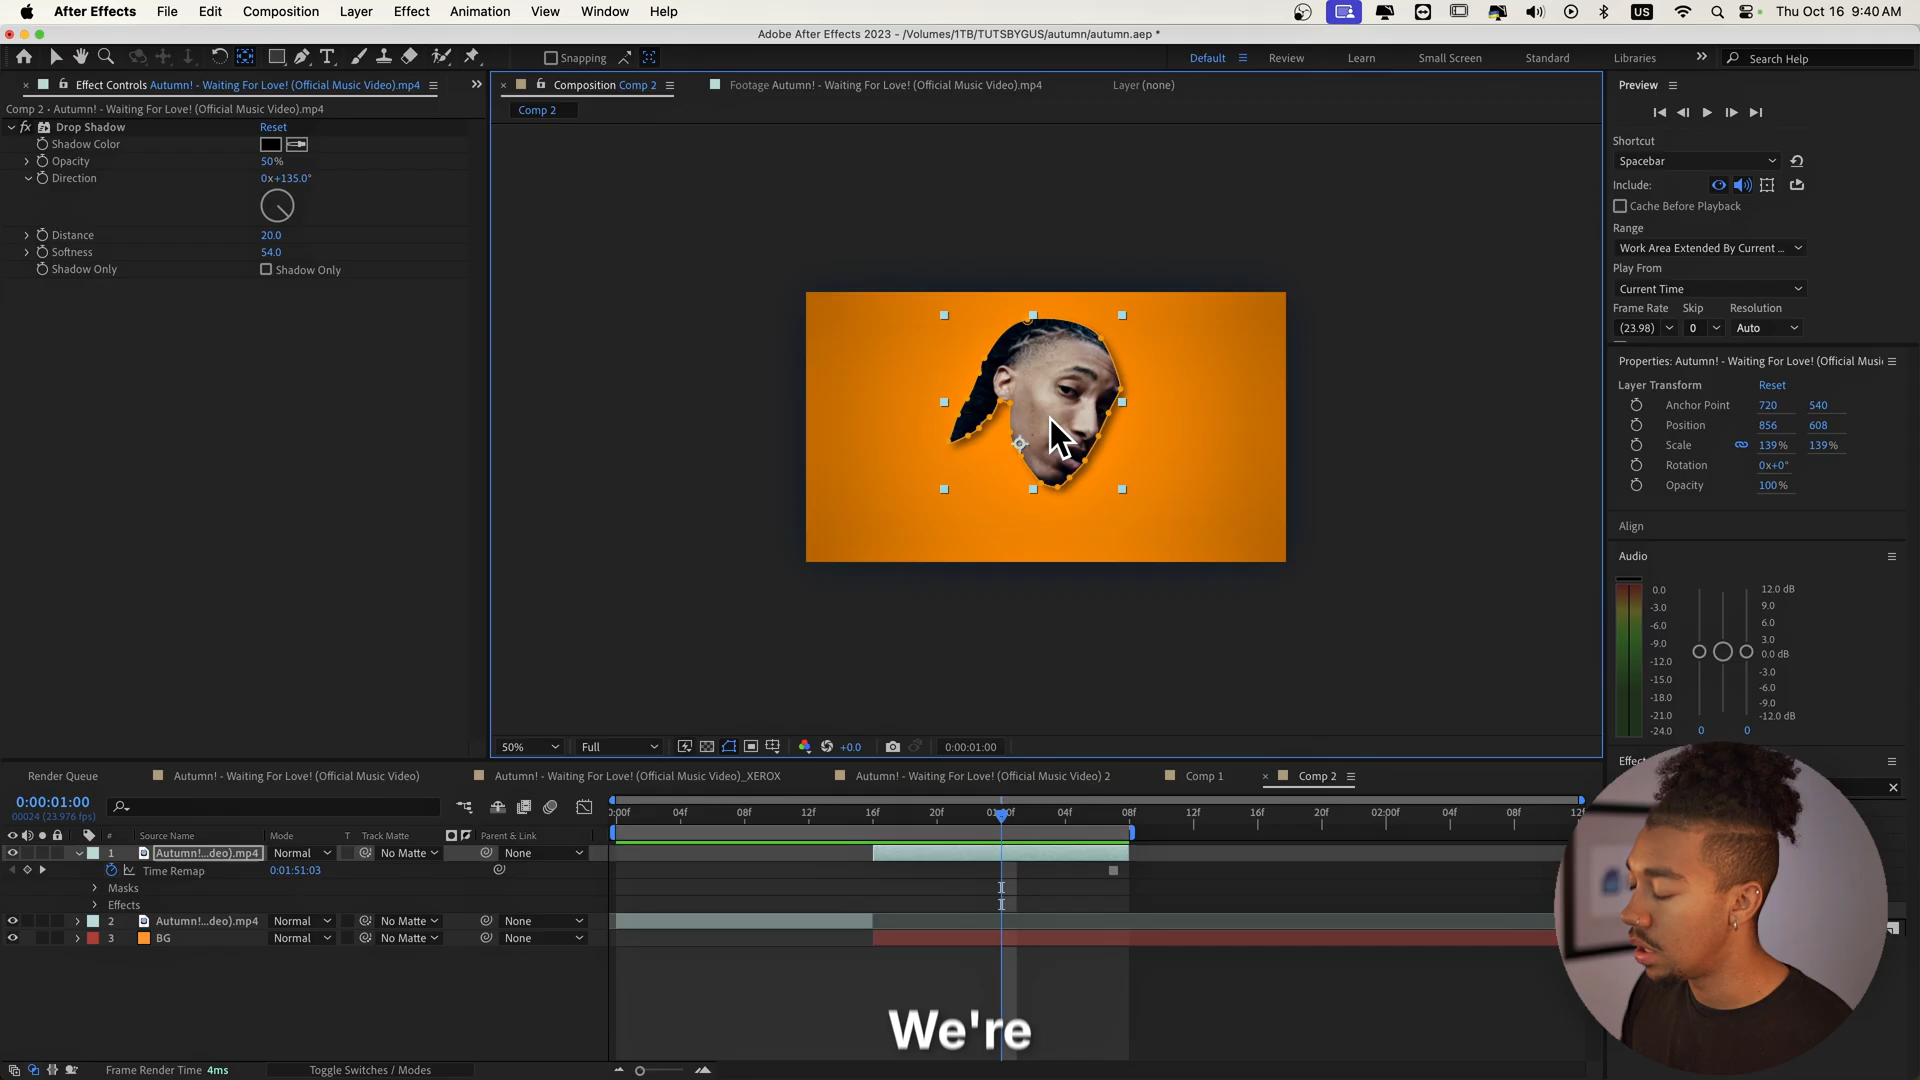 After Effects File Edit Composition Layer Effect Animation View Window Help US Thu Oct 16 9:40 AM
Adobe After Effects 2023 - /Volumes/1TB/TUTSBYGUS/autumn/autumn.aep *
Snapping Default Review Learn Small Screen Standard Libraries Search Help
Effect Controls Autumn! - Waiting For Love! (Official Music Video).mp4
Comp 2 • Autumn! - Waiting For Love! (Official Music Video).mp4
fx Drop Shadow Reset
Shadow Color
Opacity 50%
Direction 0x+135.0°
Distance 20.0
Softness 54.0
Shadow Only Shadow Only
Composition Comp 2 Footage Autumn! - Waiting For Love! (Official Music Video).mp4 Layer (none)
Comp 2
50% Full +0.0 0:00:01:00
Preview
Shortcut
Spacebar
Include:
Cache Before Playback
Range
Work Area Extended By Current ...
Play From
Current Time
Frame Rate Skip Resolution
(23.98) 0 Auto
Properties: Autumn! - Waiting For Love! (Official Musi
Layer Transform Reset
Anchor Point 720 540
Position 856 608
Scale 139% 139%
Rotation 0x+0°
Opacity 100%
Align
Audio
0.0 12.0 dB
-3.0 9.0
-6.0 6.0
-9.0 3.0
-12.0 0.0 dB
-15.0 -3.0
-18.0 -6.0
-21.0 -9.0
-24.0 0 0 -12.0 dB
Effec
Render Queue Autumn! - Waiting For Love! (Official Music Video) Autumn! - Waiting For Love! (Official Music Video)_XEROX Autumn! - Waiting For Love! (Official Music Video) 2 Comp 1 Comp 2
0:00:01:00
00024 (23.976 fps)
:00f 04f 08f 12f 16f 20f 01:00f 04f 08f 12f 16f 20f 02:00f 04f 08f 12f
# Source Name Mode T Track Matte Parent & Link
1 Autumn!...deo).mp4 Normal No Matte None
Time Remap 0:01:51:03
Masks
Effects
2 Autumn!...deo).mp4 Normal No Matte None
3 BG Normal No Matte None
We're
Frame Render Time 4ms Toggle Switches / Modes